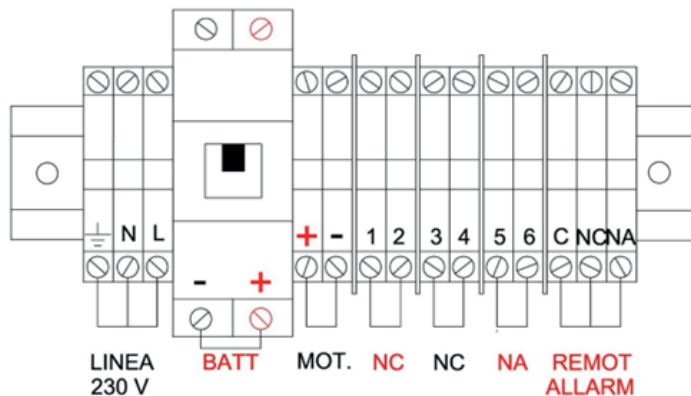 N L + - 1 2 3 4 5 6 C NC NA
- +
LINEA BATT MOT. NC NC NA REMOT
230 V ALLARM